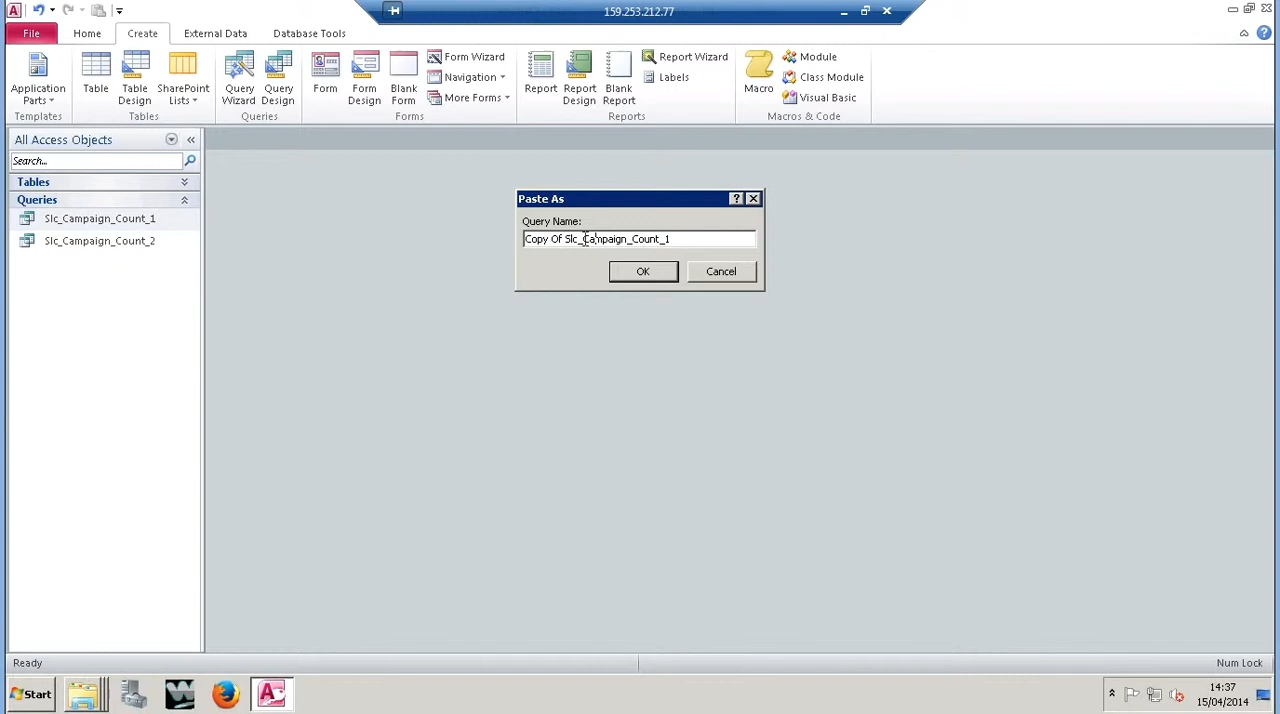 159.253.212.77
File Home Create External Data Database Tools
Application Parts Table Table Design SharePoint Lists Query Wizard Query Design Form Form Design Blank Form Form Wizard Navigation More Forms Report Report Design Blank Report Report Wizard Labels Macro Module Class Module Visual Basic
Templates Tables Queries Forms Reports Macros & Code
All Access Objects
Search...
Tables
Queries
Slc_Campaign_Count_1
Slc_Campaign_Count_2
Paste As
Query Name:
Copy Of Slc_Campaign_Count_1
OK Cancel
Ready Num Lock
Start 14:37
15/04/2014